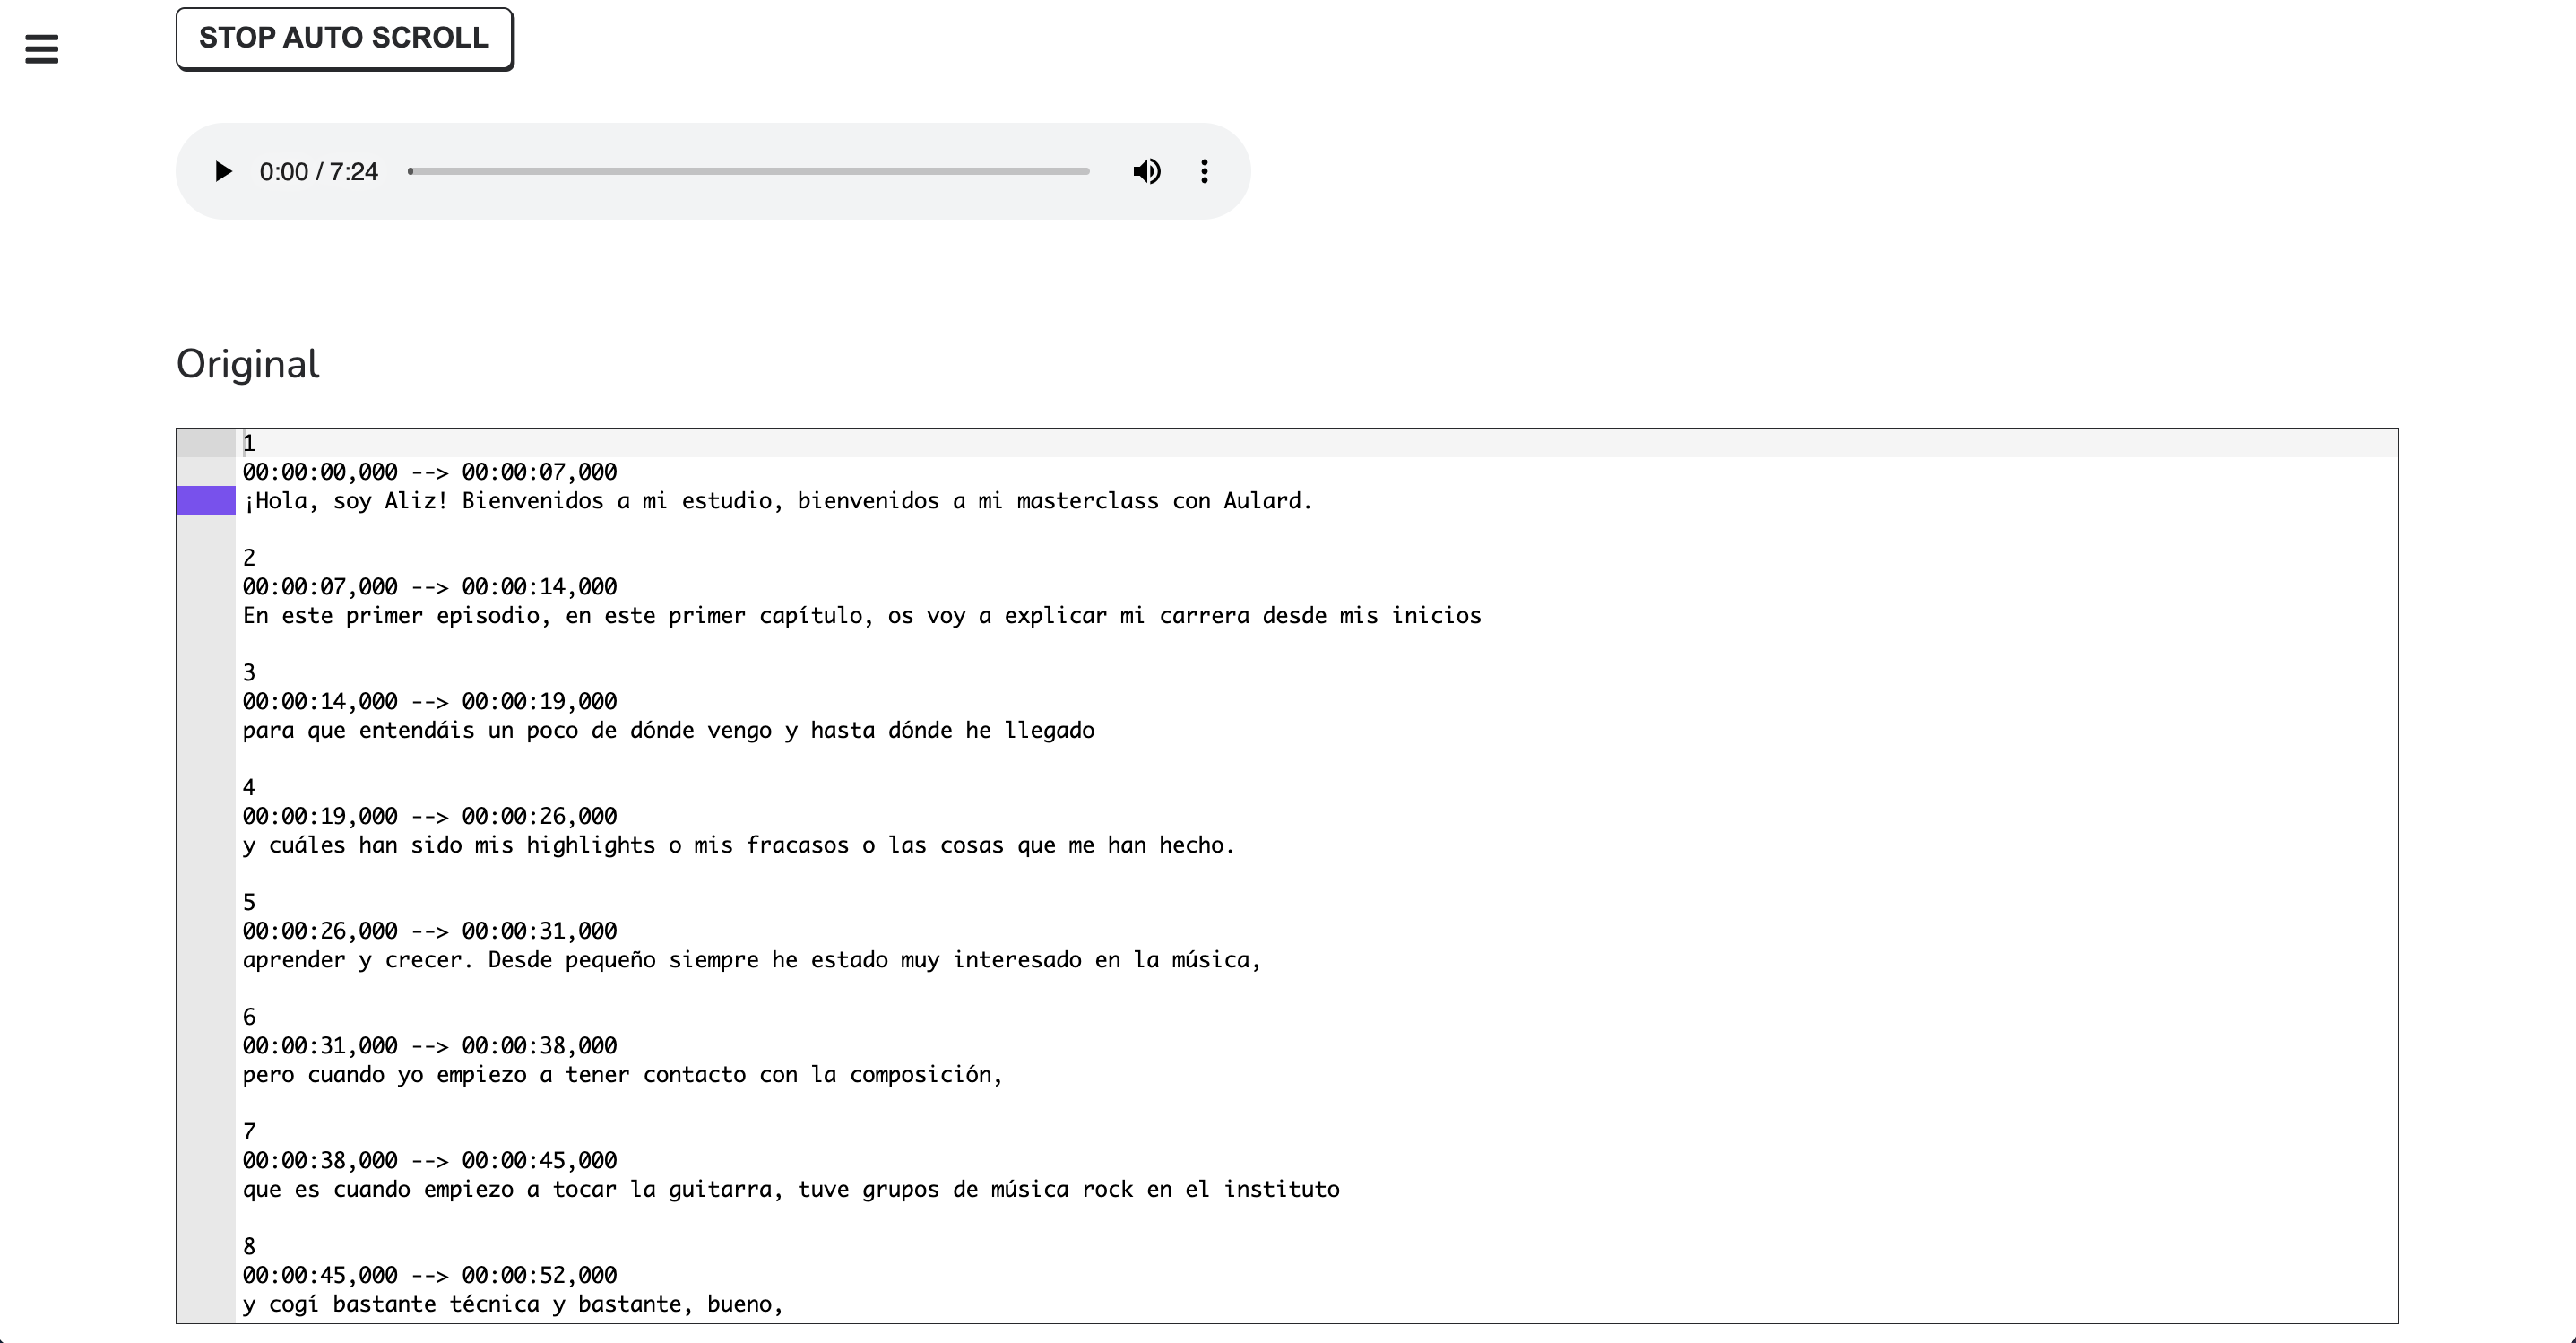 STOP AUTO SCROLL
0:00 / 7:24
Original
1
00:00:00,000 --> 00:00:07,000
¡Hola, soy Aliz! Bienvenidos a mi estudio, bienvenidos a mi masterclass con Aulard.
2
00:00:07,000 --> 00:00:14,000
En este primer episodio, en este primer capítulo, os voy a explicar mi carrera desde mis inicios
3
00:00:14,000 --> 00:00:19,000
para que entendáis un poco de dónde vengo y hasta dónde he llegado
4
00:00:19,000 --> 00:00:26,000
y cuáles han sido mis highlights o mis fracasos o las cosas que me han hecho.
5
00:00:26,000 --> 00:00:31,000
aprender y crecer. Desde pequeño siempre he estado muy interesado en la música,
6
00:00:31,000 --> 00:00:38,000
pero cuando yo empiezo a tener contacto con la composición,
7
00:00:38,000 --> 00:00:45,000
que es cuando empiezo a tocar la guitarra, tuve grupos de música rock en el instituto
8
00:00:45,000 --> 00:00:52,000
y cogí bastante técnica y bastante, bueno,